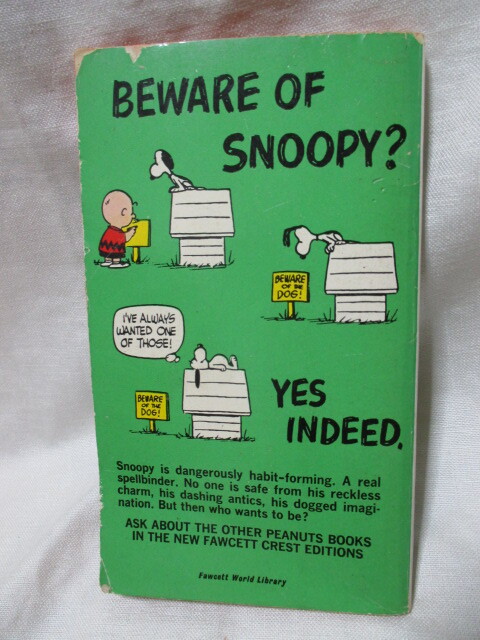 BEWARE OF
SNOOPY?
BEWARE
OF THE
DOG!
I'VE ALWAYS
WANTED ONE
OF THOSE!
BEWARE
OF THE
DOG!
YES
INDEED.
Snoopy is dangerously habit-forming. A real
spellbinder. No one is safe from his reckless
charm, his dashing antics, his dogged imagi-
nation. But then who wants to be?
ASK ABOUT THE OTHER PEANUTS BOOKS
IN THE NEW FAWCETT CREST EDITIONS
Fawcett World Library